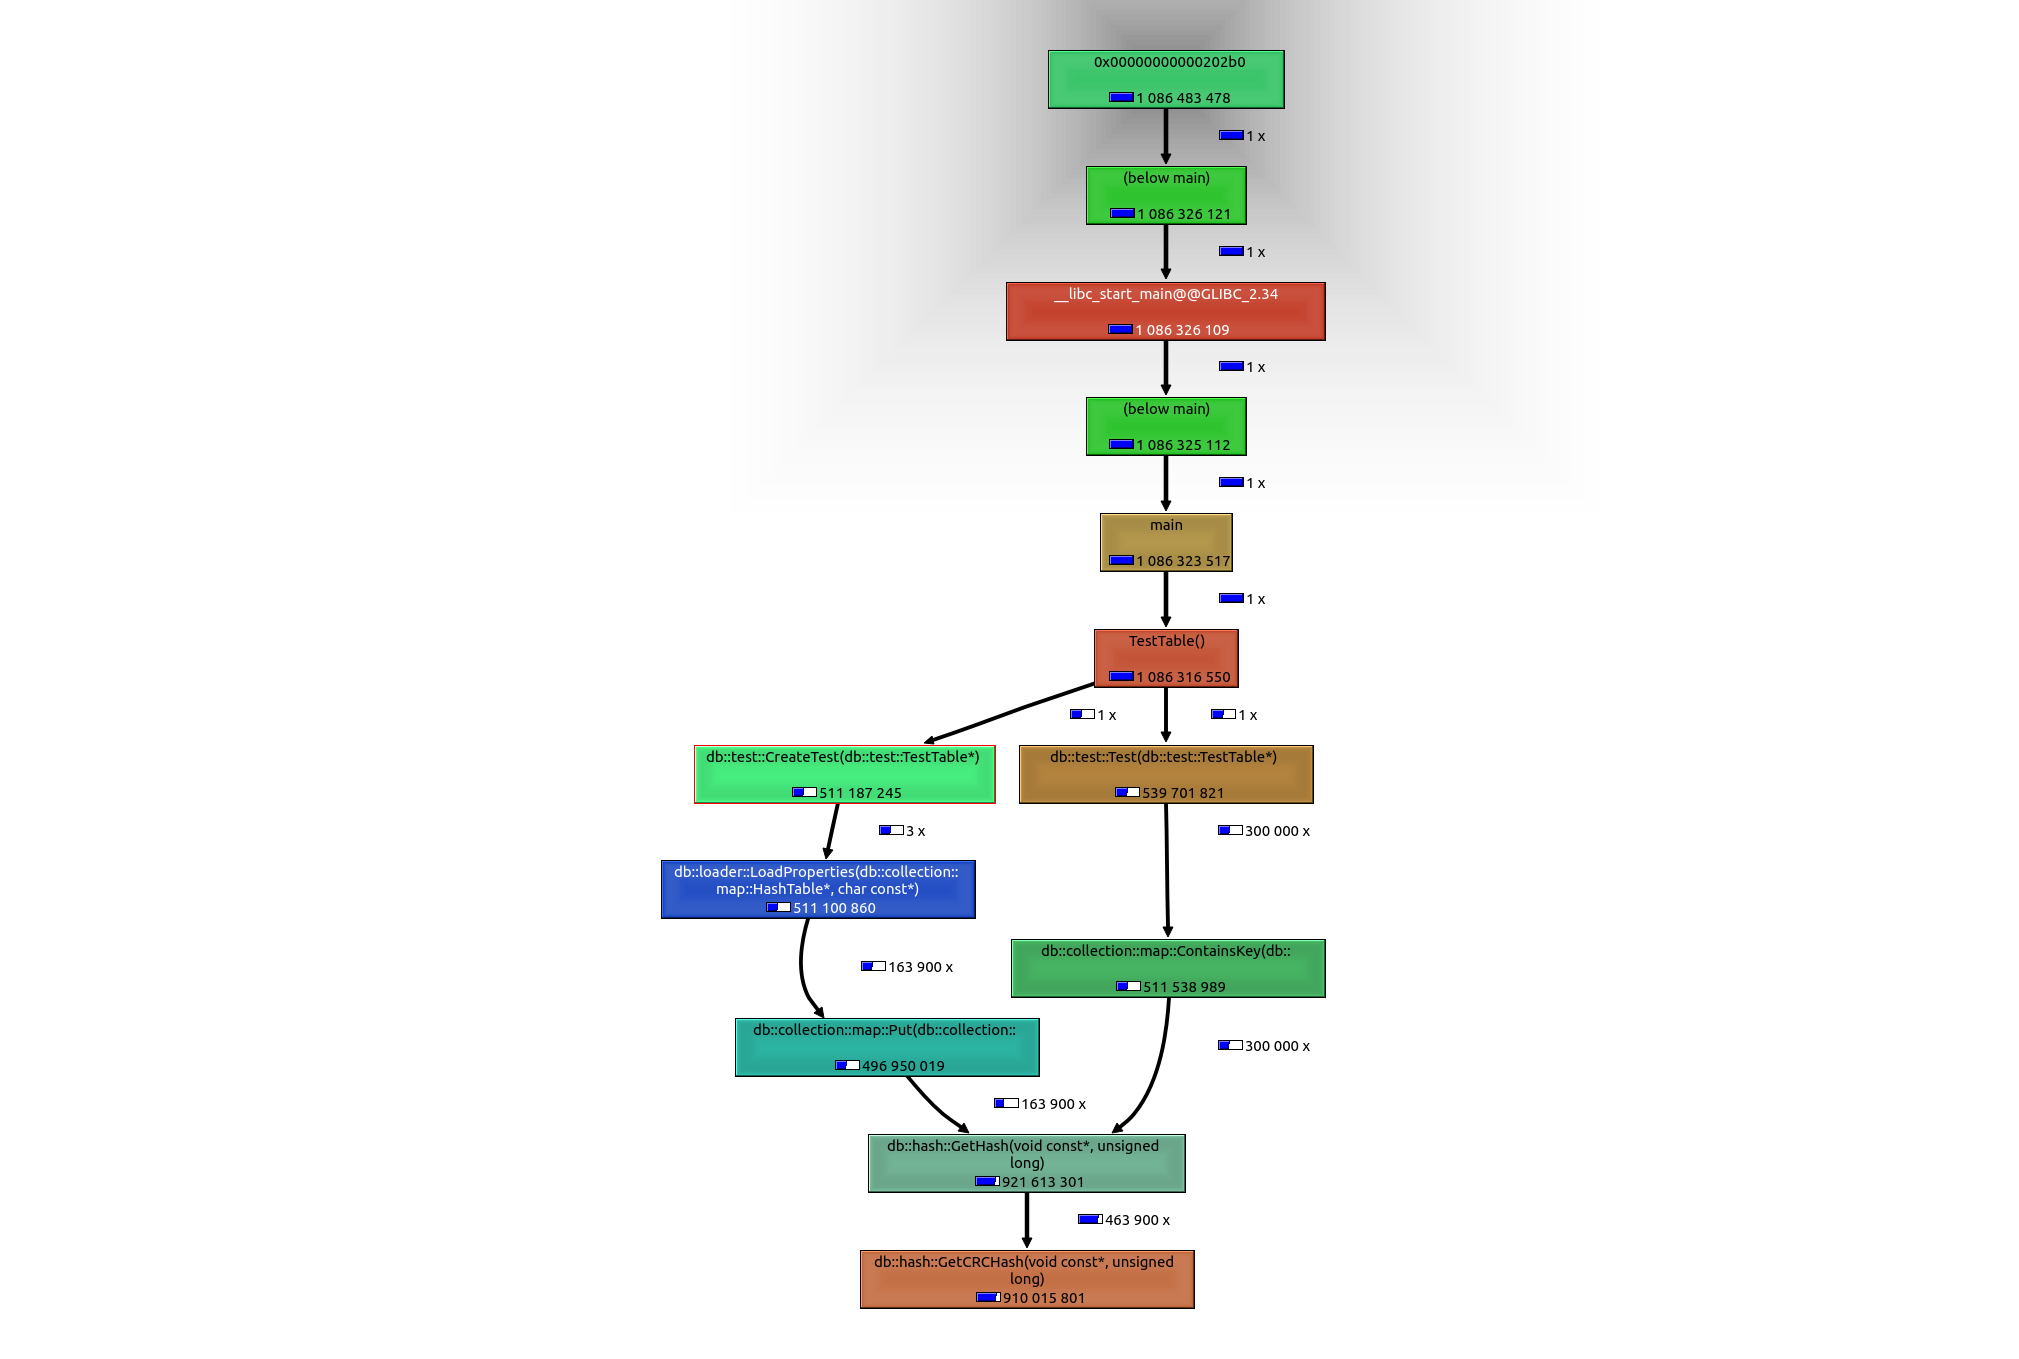 0x00000000000202b0
1 086 483 478
1 x
(below main)
1 086 326 121
1 x
__libc_start_main@@GLIBC_2.34
1 086 326 109
1 x
(below main)
1 086 325 112
1 x
main
1 086 323 517
1 x
TestTable()
1 086 316 550
1 x
1 x
db::test::CreateTest(db::test::TestTable*)
511 187 245
db::test::Test(db::test::TestTable*)
539 701 821
3 x
300 000 x
db::loader::LoadProperties(db::collection::
map::HashTable*, char const*)
511 100 860
163 900 x
db::collection::map::ContainsKey(db::
511 538 989
db::collection::map::Put(db::collection::
496 950 019
300 000 x
163 900 x
db::hash::GetHash(void const*, unsigned
long)
921 613 301
463 900 x
db::hash::GetCRCHash(void const*, unsigned
long)
910 015 801